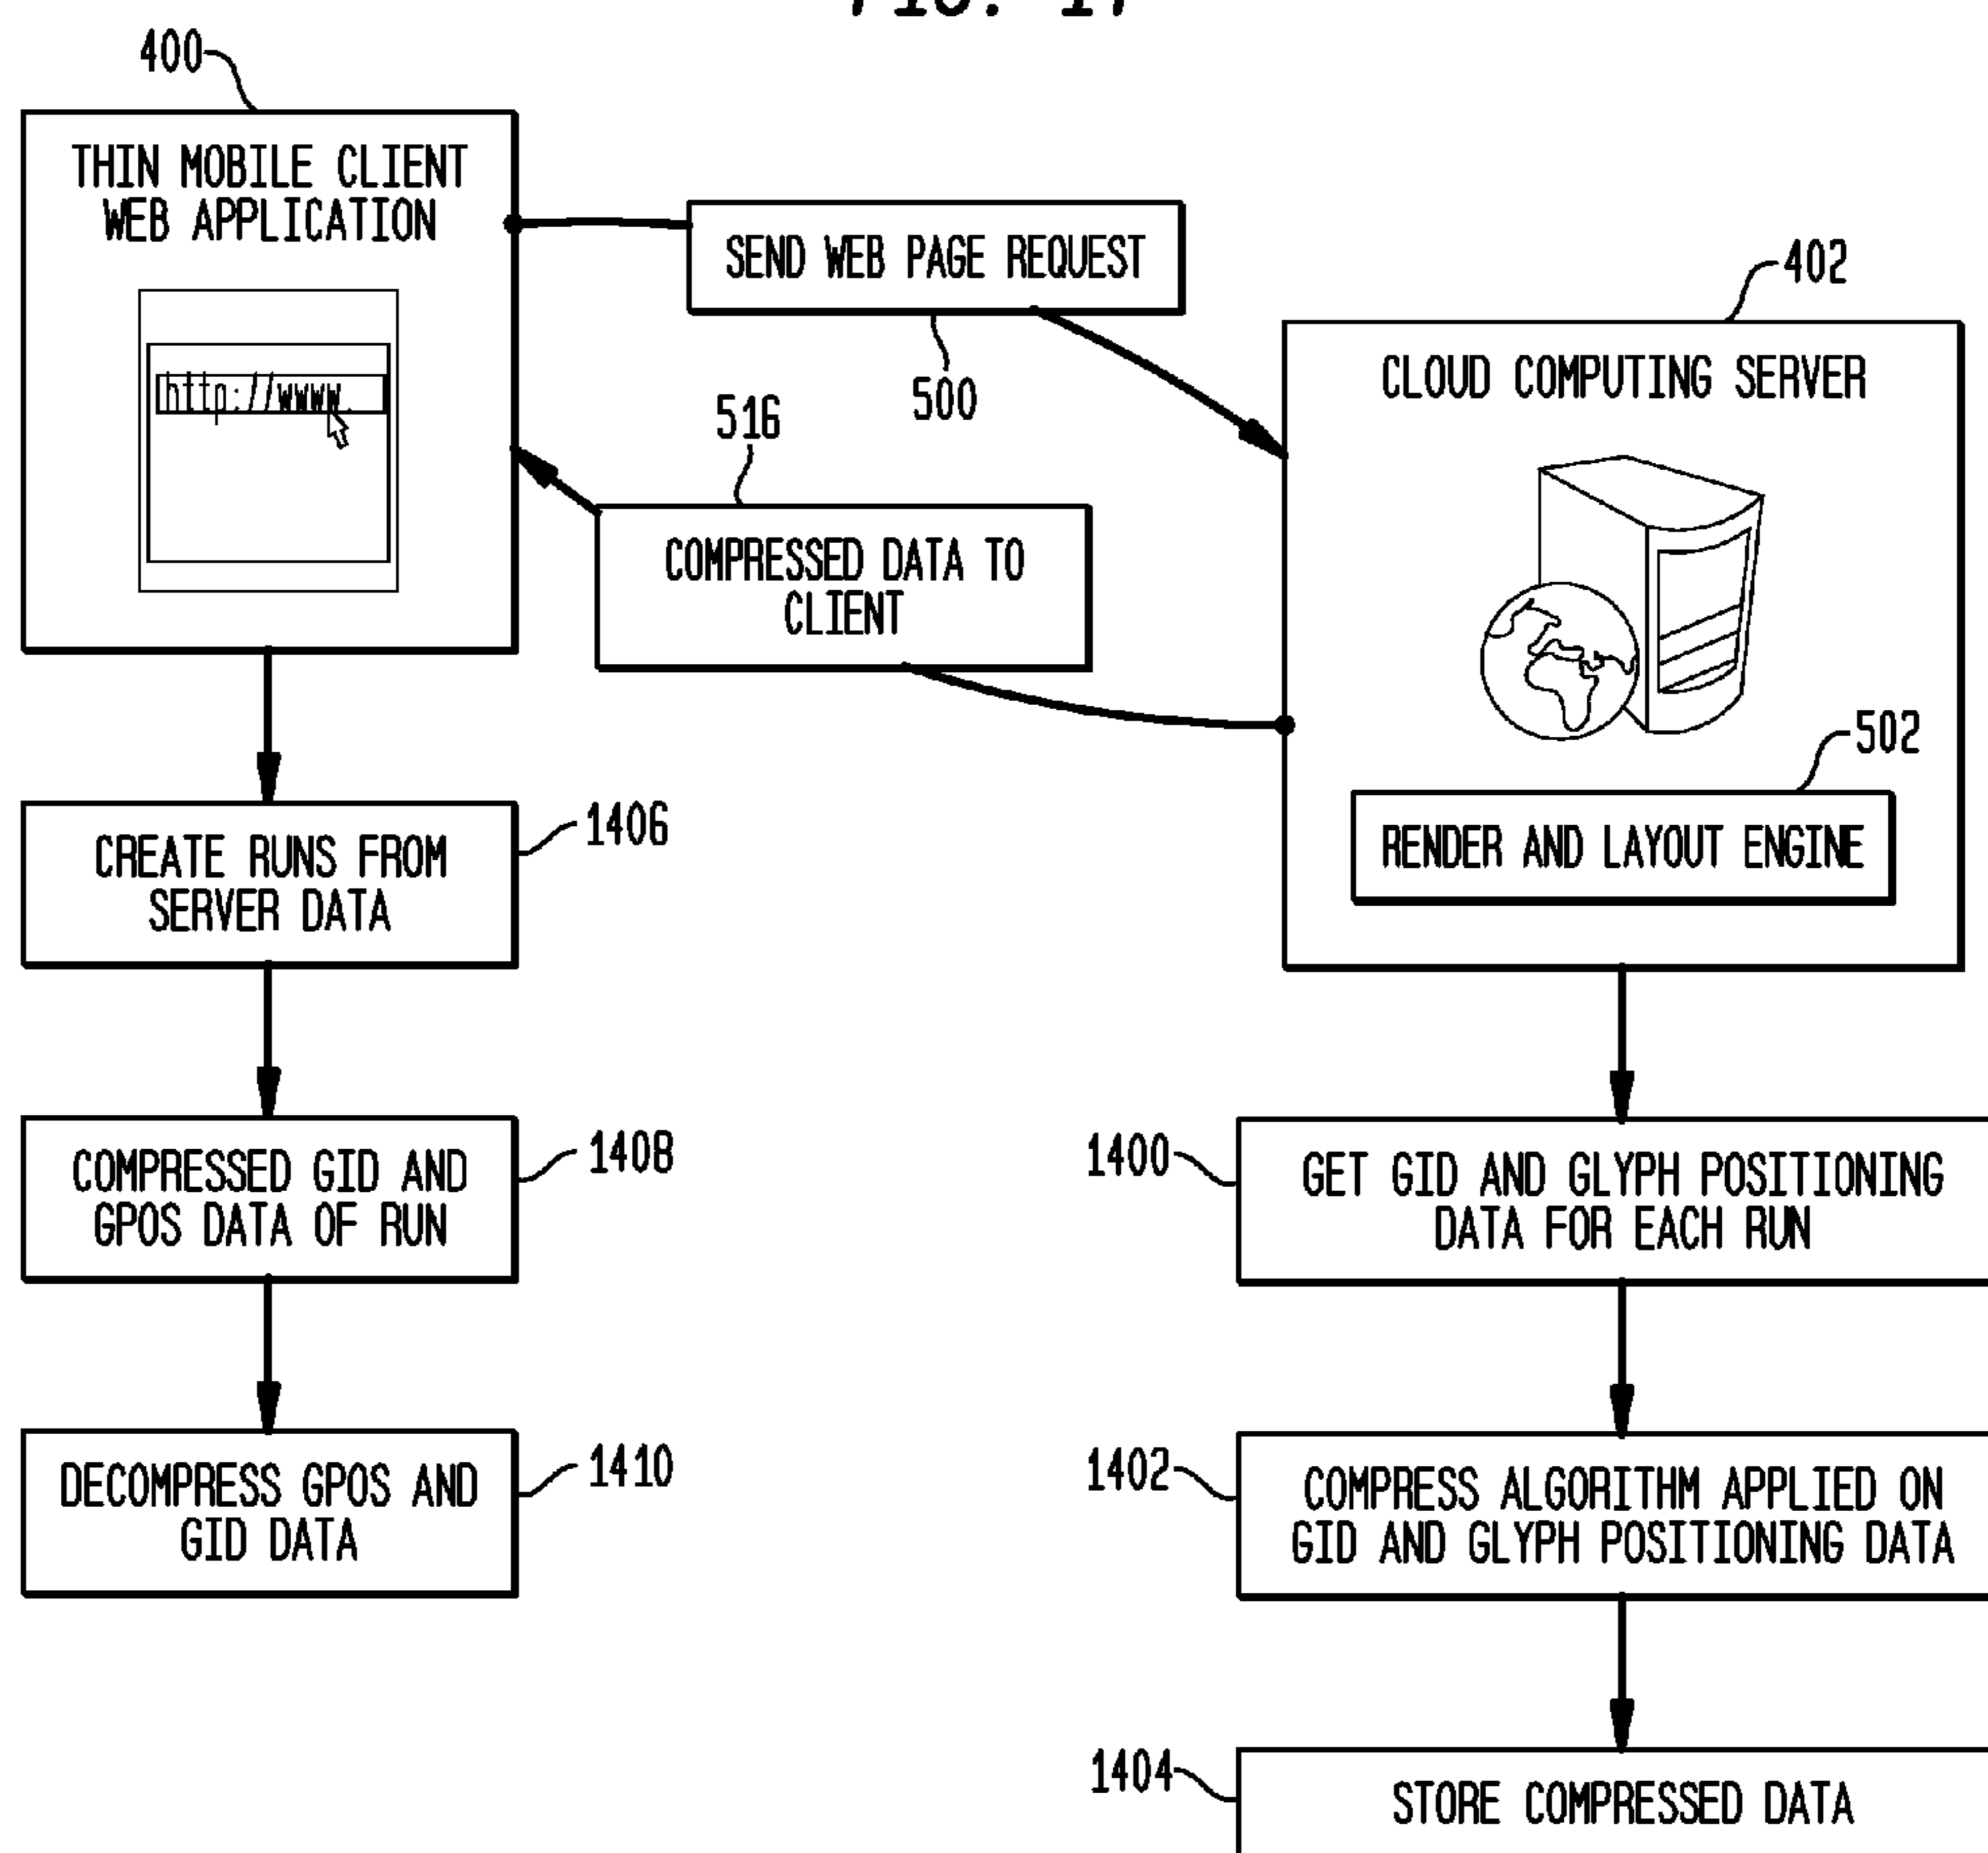 400
THIN MOBILE CLIENT
WEB APPLICATION
http://www.
SEND WEB PAGE REQUEST
500
402
CLOUD COMPUTING SERVER
516
COMPRESSED DATA TO
CLIENT
502
RENDER AND LAYOUT ENGINE
CREATE RUNS FROM
SERVER DATA
1406
COMPRESSED GID AND
GPOS DATA OF RUN
1408
1400
GET GID AND GLYPH POSITIONING
DATA FOR EACH RUN
DECOMPRESS GPOS AND
GID DATA
1410
1402
COMPRESS ALGORITHM APPLIED ON
GID AND GLYPH POSITIONING DATA
1404
STORE COMPRESSED DATA